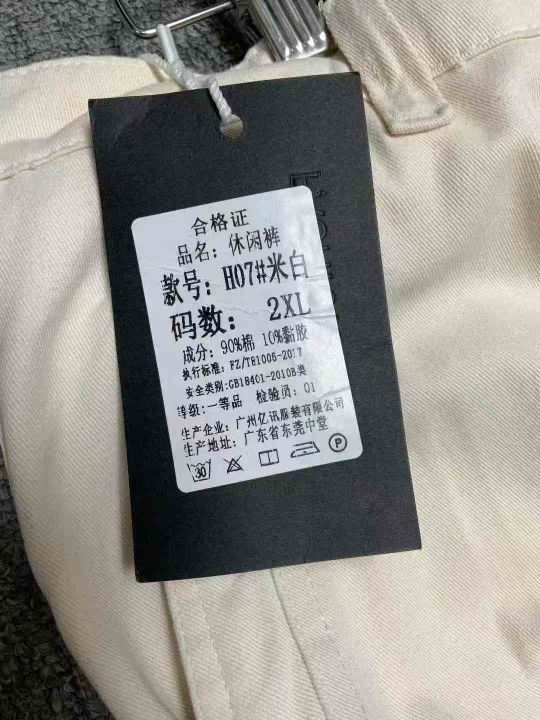 合格证
品名：休闲裤
款号：H07#米白
码数：2XL
成分：90%棉 10%黏胶
执行标准：FZ/T81006-2017
安全类别：GB18401-2010B类
等级：一等品 检验员：01
生产企业：广州亿讯服装有限公司
生产地址：广东省东莞中堂
30
P